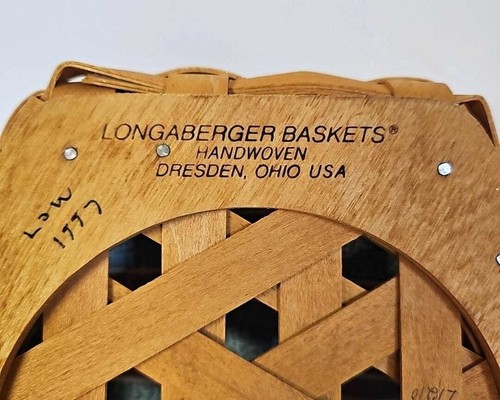 LONGABERGER BASKETS®
HANDWOVEN
DRESDEN, OHIO USA
LOW
1997